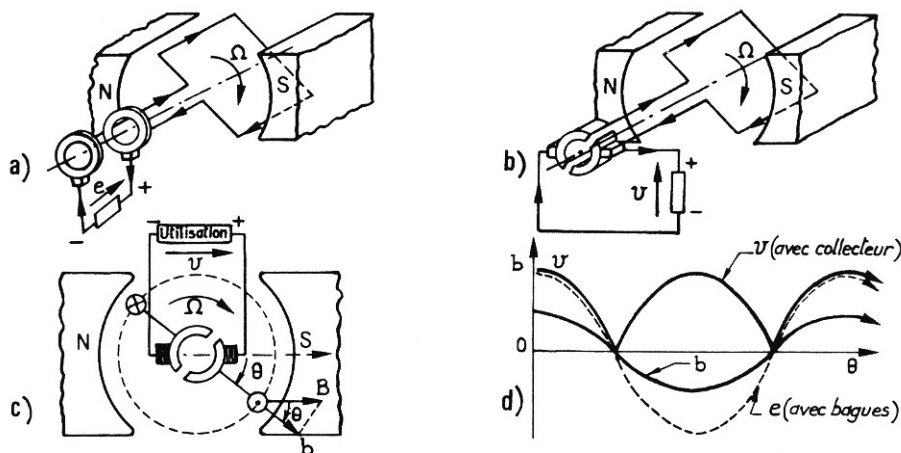 N
Ω
S
a)
e
+
−
N
Ω
S
b)
υ
+
−
− Utilisation +
υ
N
Ω
S
θ
B
θ
b
c)
b
υ
υ (avec collecteur)
0
b
θ
e (avec bagues)
d)